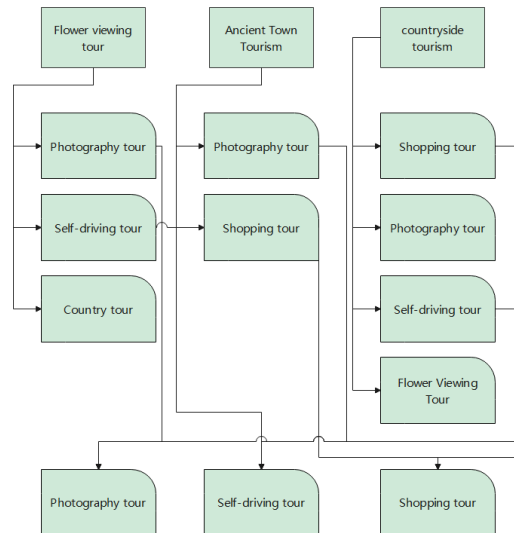 Flower viewing
tour
Ancient Town
Tourism
countryside
tourism
Photography tour
Photography tour
Shopping tour
Self-driving tour
Shopping tour
Photography tour
Country tour
Self-driving tour
Flower Viewing
Tour
Photography tour
Self-driving tour
Shopping tour